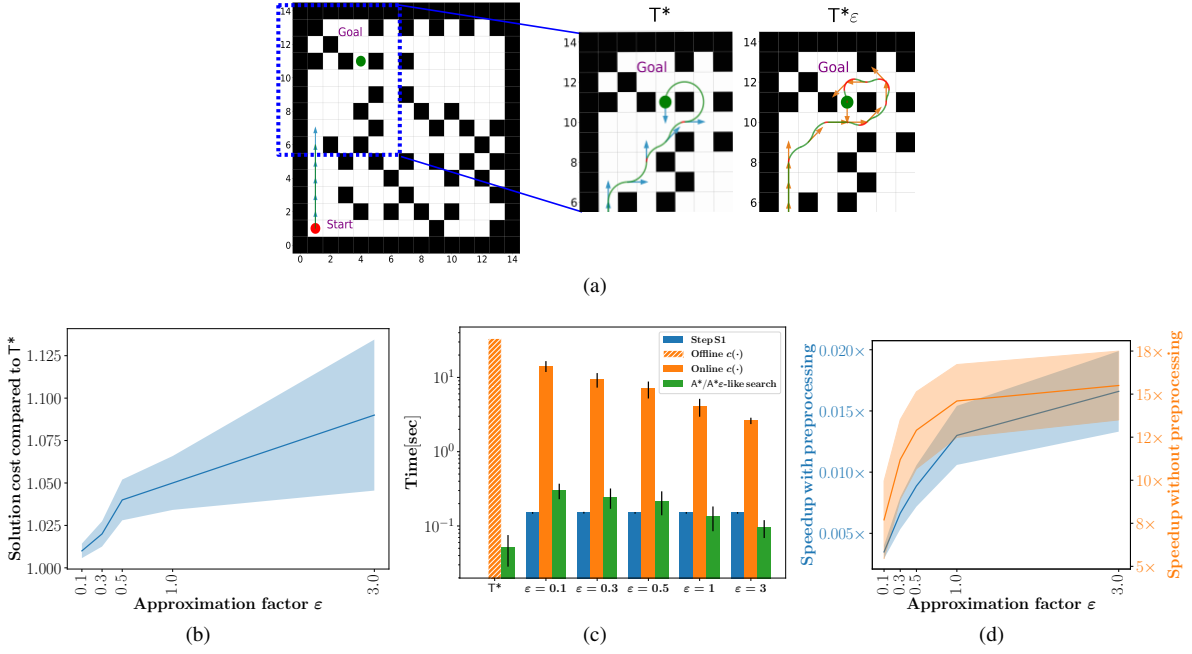 T*
T*ε
14
12
10
8
6
4
2
0
0 2 4 6 8 10 12 14
Goal
Start
14
12
10
8
6
Goal
14
12
10
8
6
Goal
(a)
Solution cost compared to T*
1.125
1.100
1.075
1.050
1.025
1.000
0.1 0.3 0.5 1.0 3.0
Approximation factor ε
(b)
Time[sec]
10¹
10⁰
10⁻¹
Step S1
Offline c(·)
Online c(·)
A*/A*ε-like search
T* ε = 0.1 ε = 0.3 ε = 0.5 ε = 1 ε = 3
(c)
Speedup with preprocessing
0.020×
0.015×
0.010×
0.005×
18×
15×
12×
10×
8×
5×
Speedup without preprocessing
0.1 0.3 0.5 1.0 3.0
Approximation factor ε
(d)